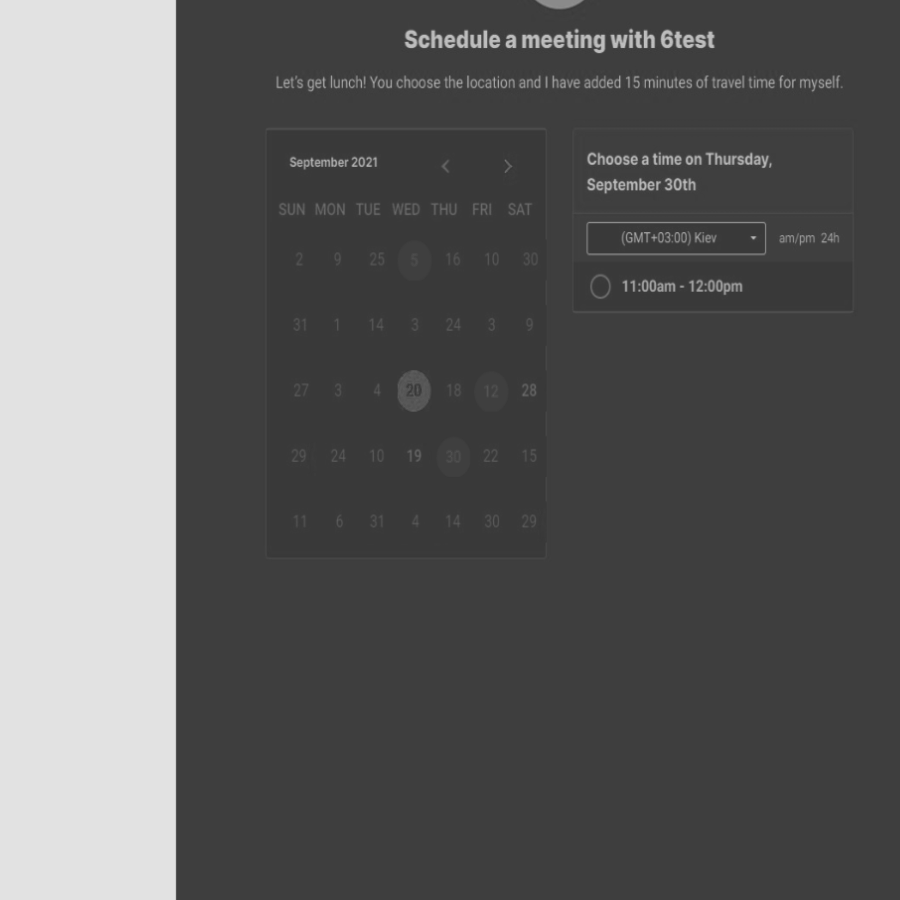 Schedule a meeting with 6test
Let's get lunch! You choose the location and I have added 15 minutes of travel time for myself.
September 2021
SUN MON TUE WED THU FRI SAT
2 9 25 5 16 10 30
31 1 14 3 24 3 9
27 3 4 20 18 12 28
29 24 10 19 30 22 15
11 6 31 4 14 30 29
Choose a time on Thursday,
September 30th
(GMT+03:00) Kiev am/pm 24h
11:00am - 12:00pm